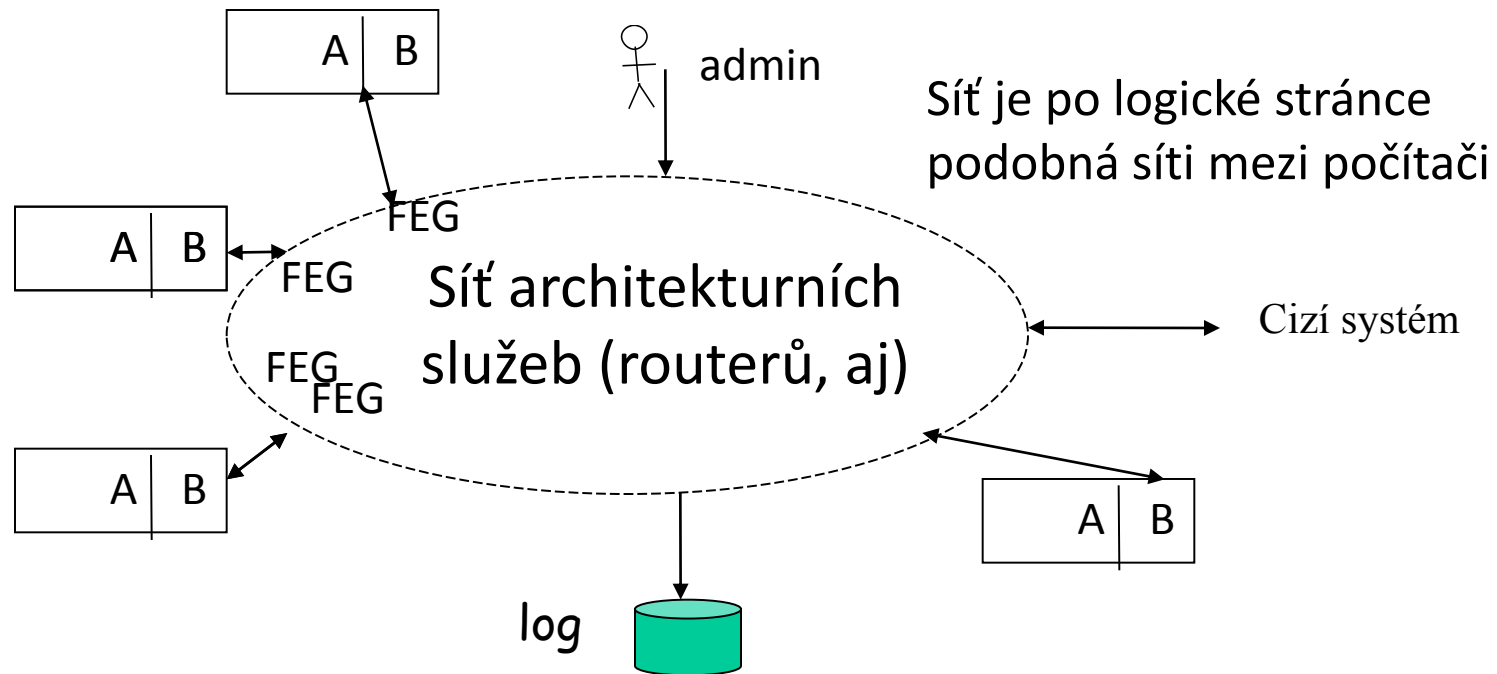 A B
admin
Síť je po logické stránce
podobná síti mezi počítači
A B
FEG
FEG
Síť architekturních
služeb (routerů, aj)
Cizí systém
FEG
FEG
A B
A B
log